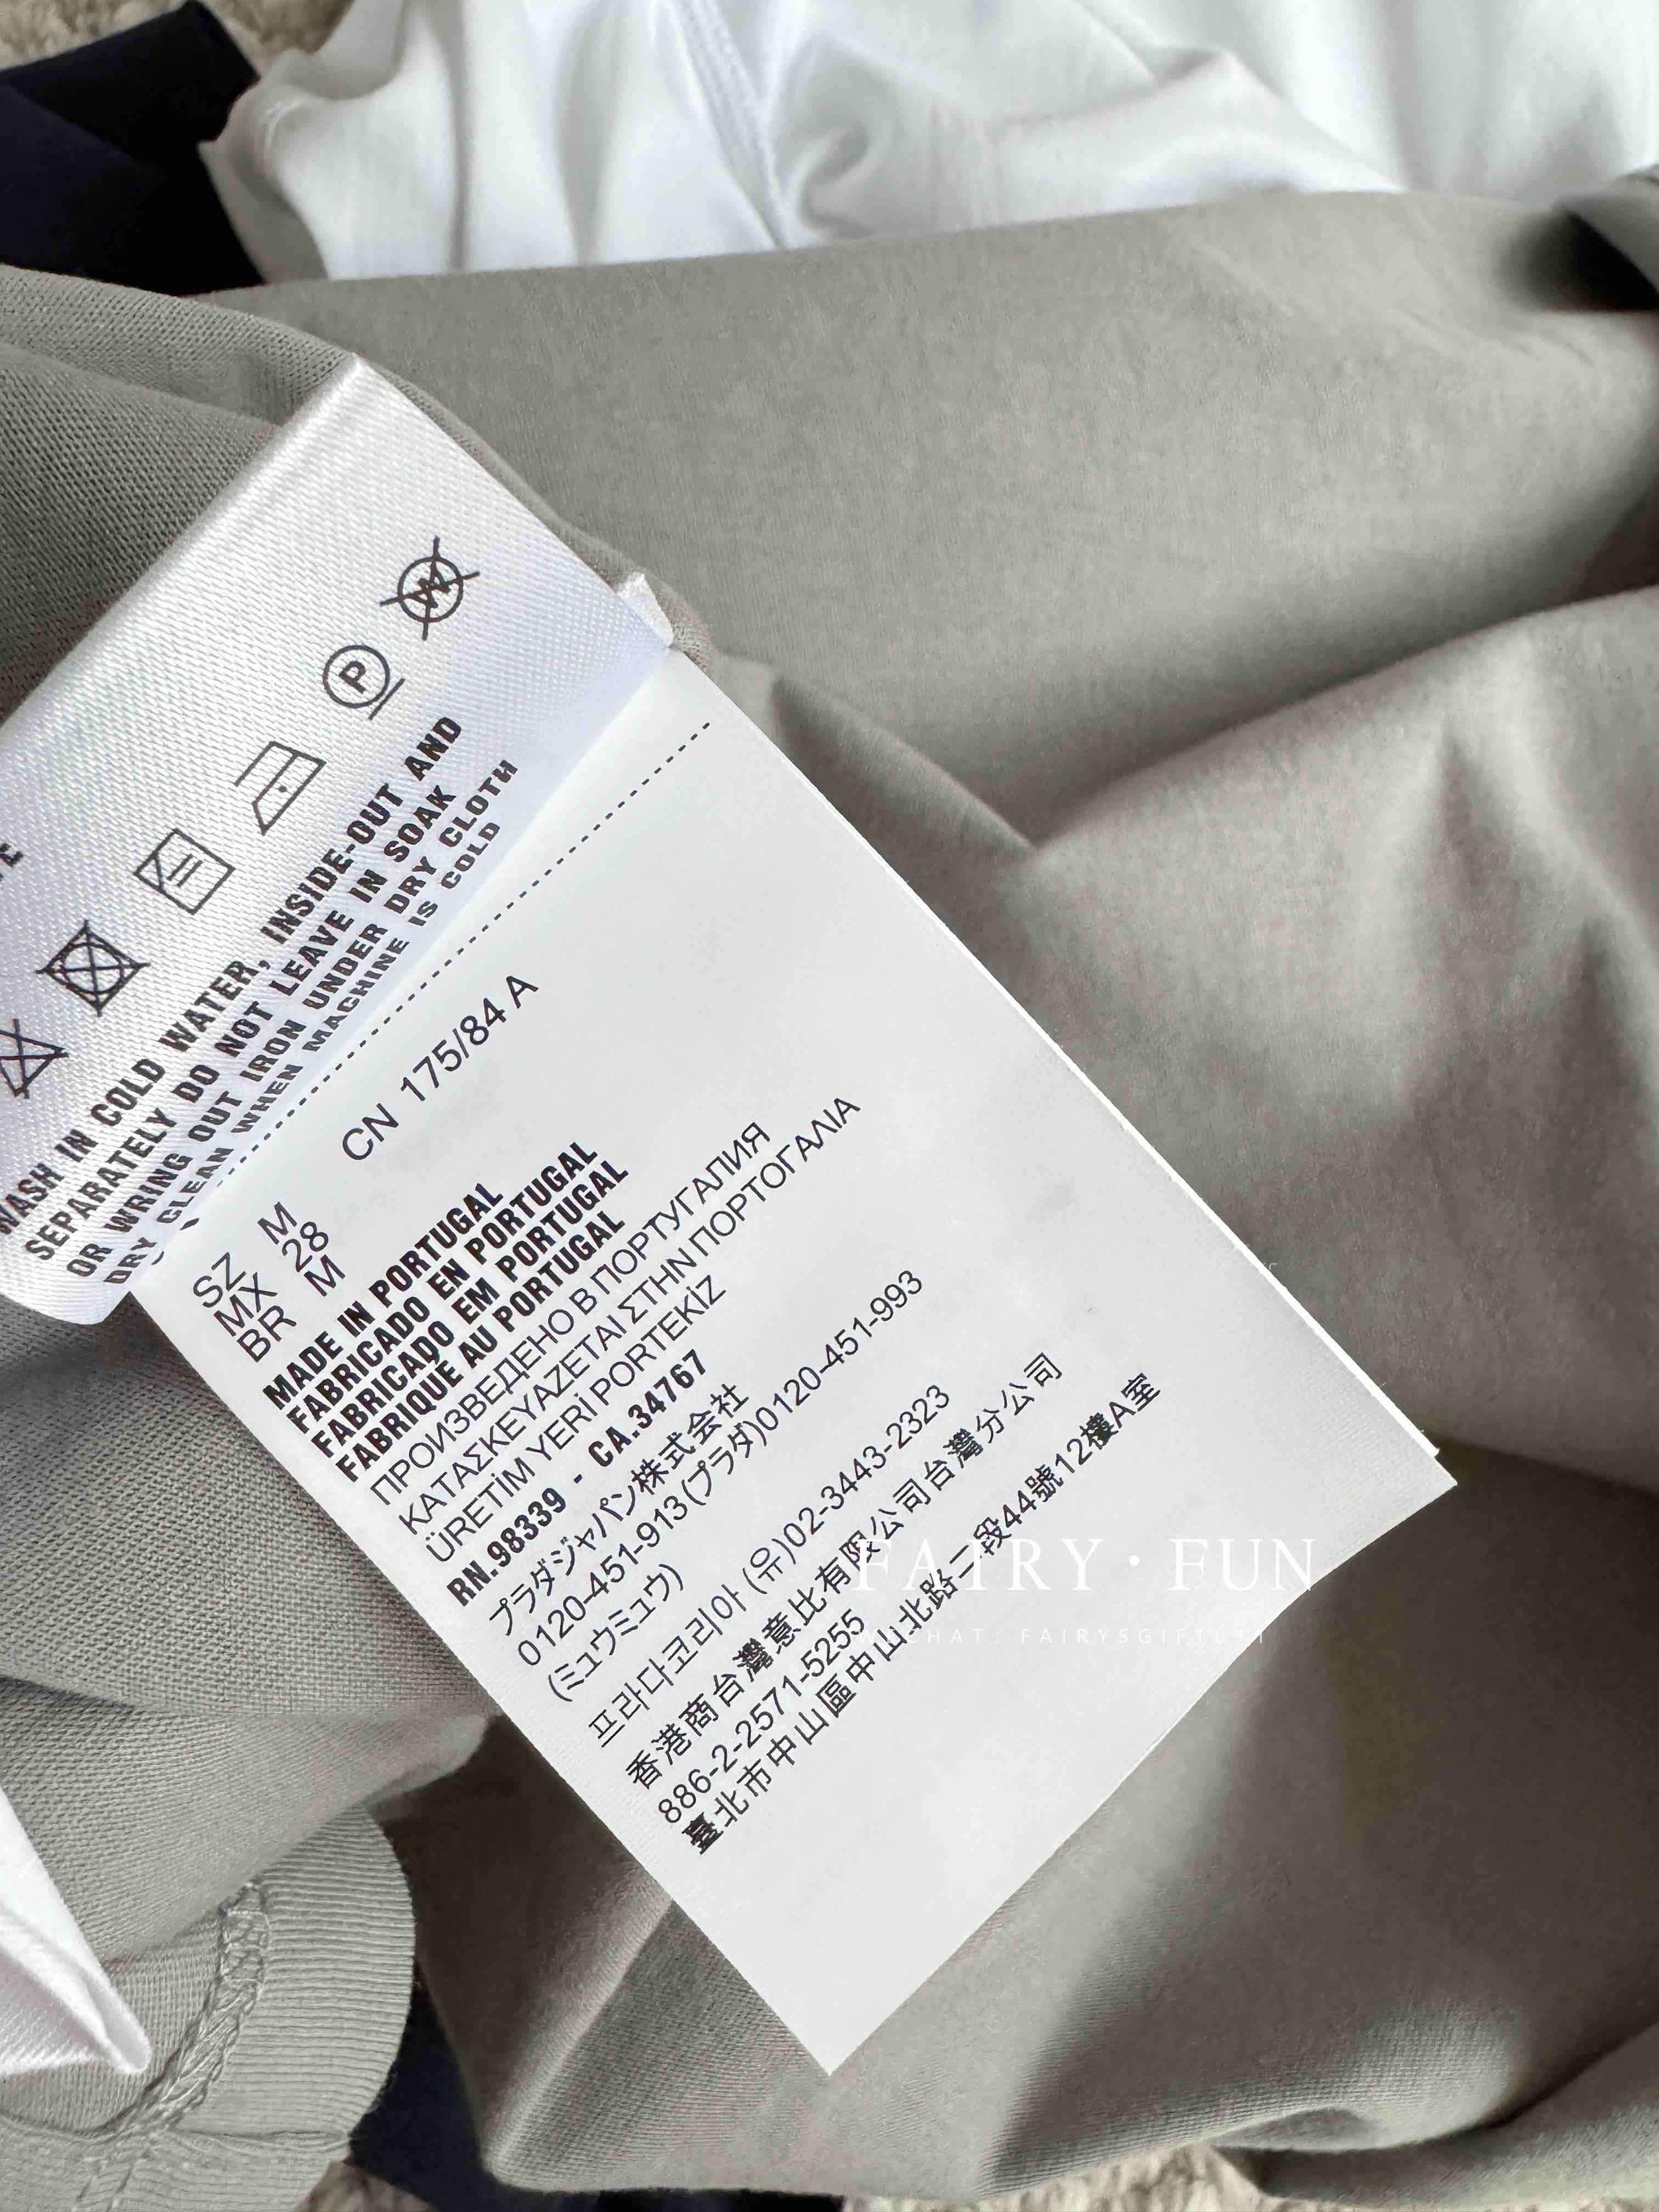 WASH IN COLD WATER, INSIDE-OUT AND
SEPARATELY DO NOT LEAVE IN SOAK
OR WRING OUT IRON UNDER DRY CLOTH
DRY CLEAN WHEN MACHINE IS COLD
P
W
SZ M CN 175/84 A
MX 28
BR M
MADE IN PORTUGAL
FABRICADO EN PORTUGAL
FABRICADO EM PORTUGAL
FABRIQUÉ AU PORTUGAL
ПРОИЗВЕДЕНО В ПОРТУГАЛИЯ
ΚΑΤΑΣΚΕΥΑΖΕΤΑΙ ΣΤΗΝ ΠΟΡΤΟΓΑΛΙΑ
ÜRETİM YERİ PORTEKİZ
RN.98339 - CA.34767
プラダジャパン株式会社
0120-451-913(プラダ)0120-451-993
(ミュウミュウ)
프라다코리아 (유)02-3443-2323
香港商台灣意比有限公司台灣分公司
886-2-2571-5255
臺北市中山區中山北路二段44號12樓A室
FAIRY·FUN